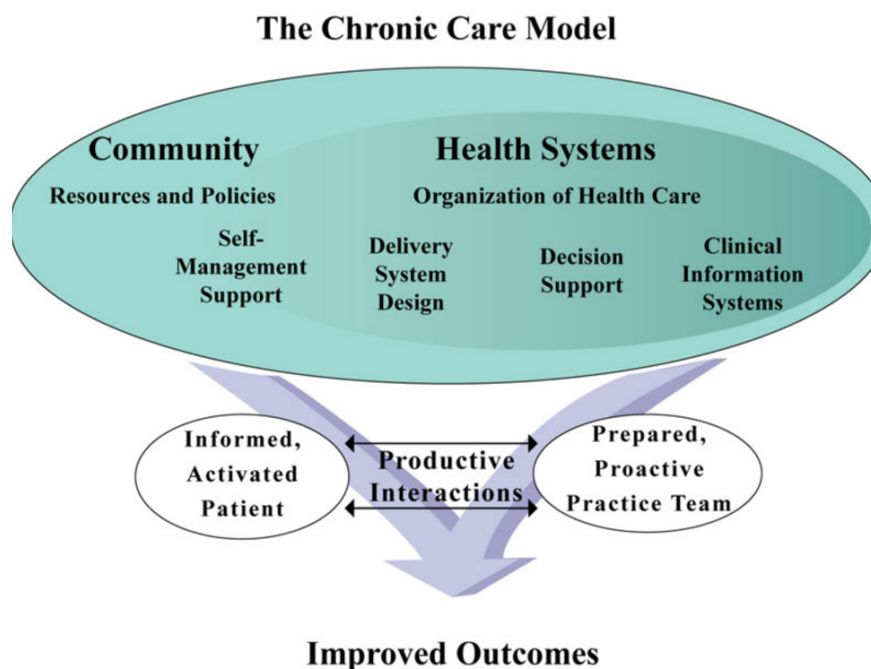 The Chronic Care Model
Community
Health Systems
Resources and Policies
Organization of Health Care
Self-
Management
Support
Delivery
System
Design
Decision
Support
Clinical
Information
Systems
Informed,
Activated
Patient
Productive
Interactions
Prepared,
Proactive
Practice Team
Improved Outcomes